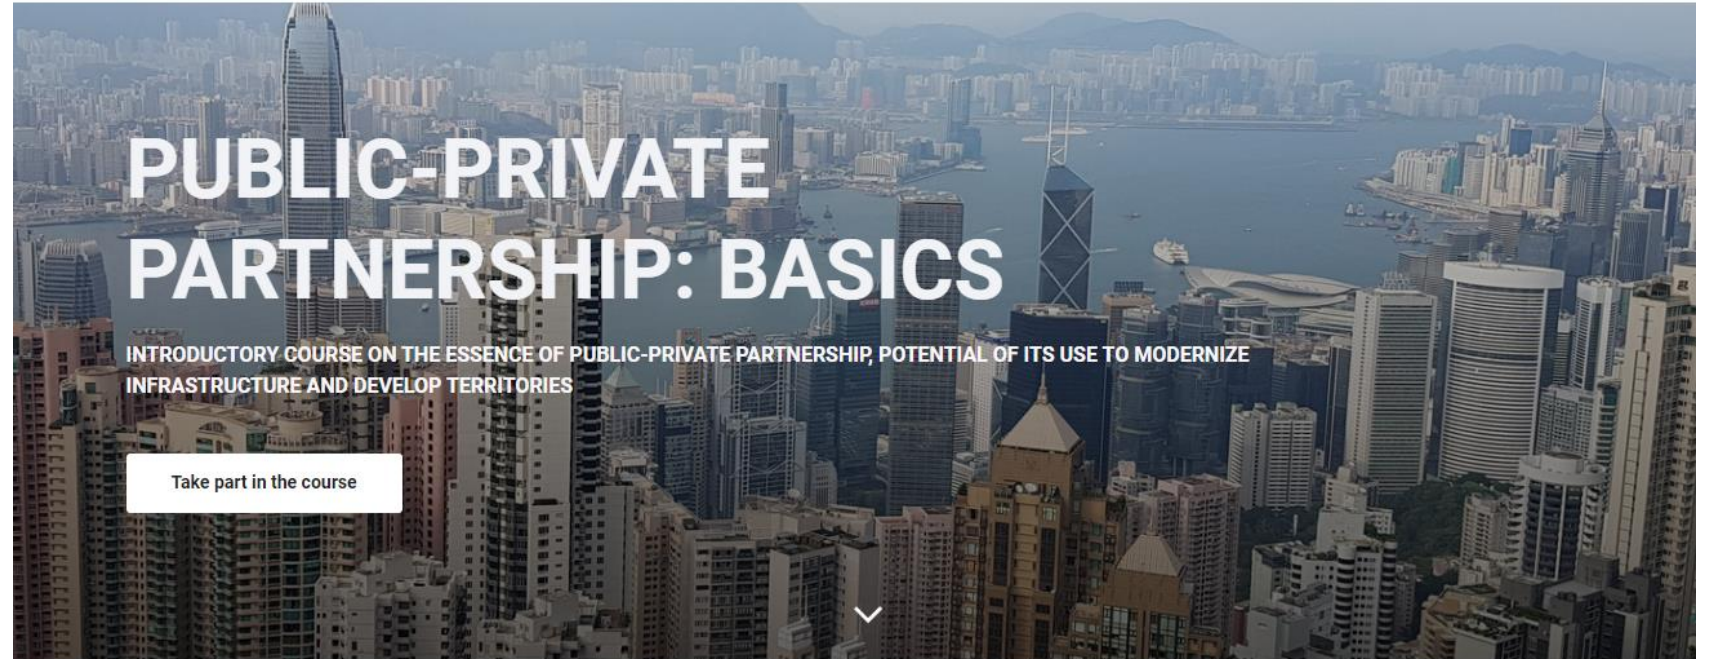 PUBLIC-PRIVATE
PARTNERSHIP: BASICS
INTRODUCTORY COURSE ON THE ESSENCE OF PUBLIC-PRIVATE PARTNERSHIP, POTENTIAL OF ITS USE TO MODERNIZE
INFRASTRUCTURE AND DEVELOP TERRITORIES
Take part in the course